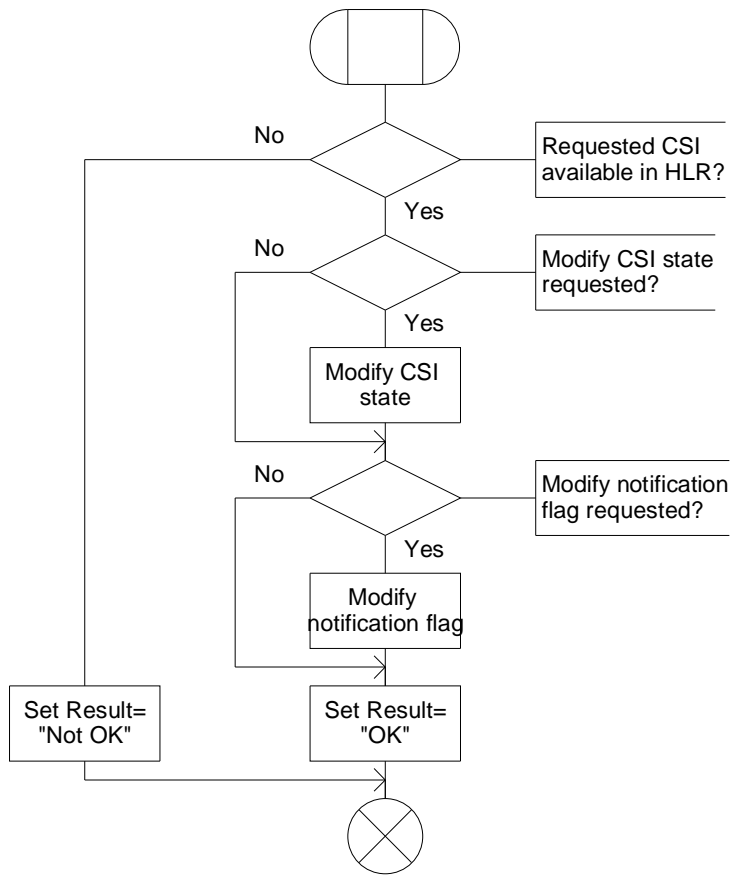 No
Requested CSI
available in HLR?
Yes
No
Modify CSI state
requested?
Yes
Modify CSI
state
No
Modify notification
flag requested?
Yes
Modify
notification flag
Set Result=
"Not OK"
Set Result=
"OK"